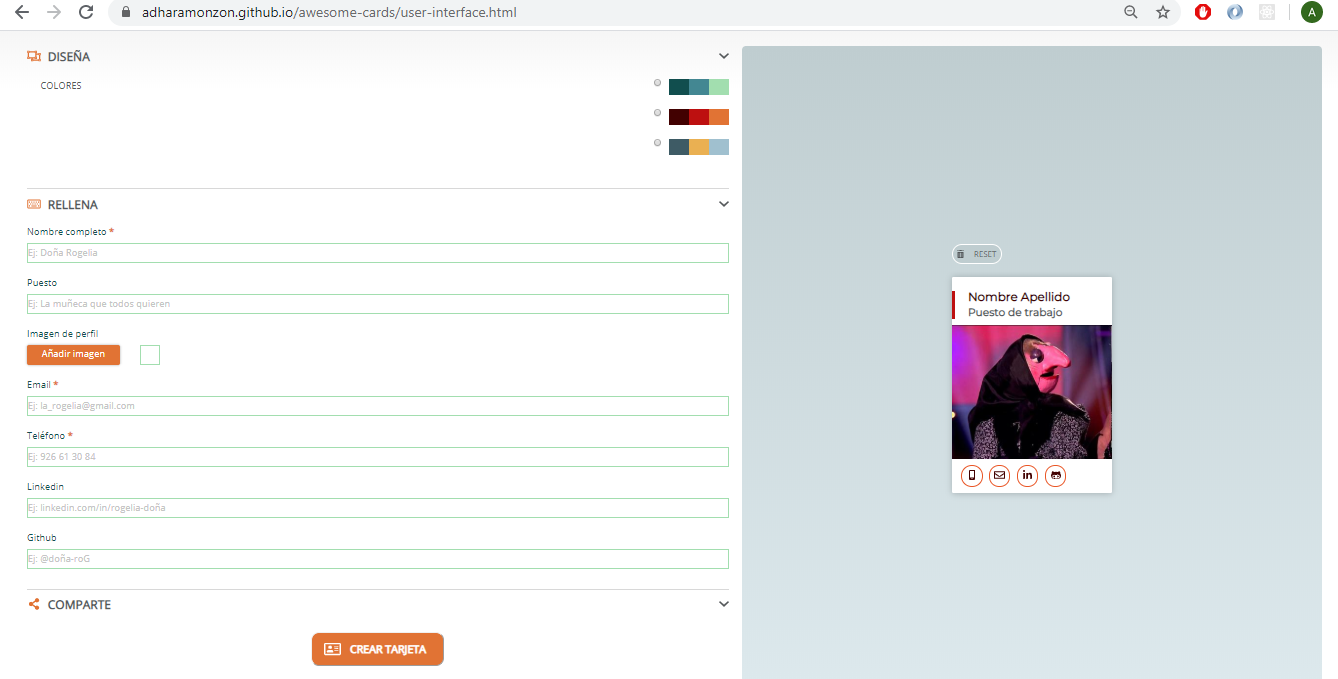 adharamonzon.github.io/awesome-cards/user-interface.html
A
DISEÑA
COLORES
RELLENA
Nombre completo *
Ej: Doña Rogelia
Puesto
Ej: La muñeca que todos quieren
Imagen de perfil
Añadir imagen
Email *
Ej: la_rogelia@gmail.com
Teléfono *
Ej: 926 61 30 84
Linkedin
Ej: linkedin.com/in/rogelia-doña
Github
Ej: @doña-roG
COMPARTE
CREAR TARJETA
RESET
Nombre Apellido
Puesto de trabajo
in